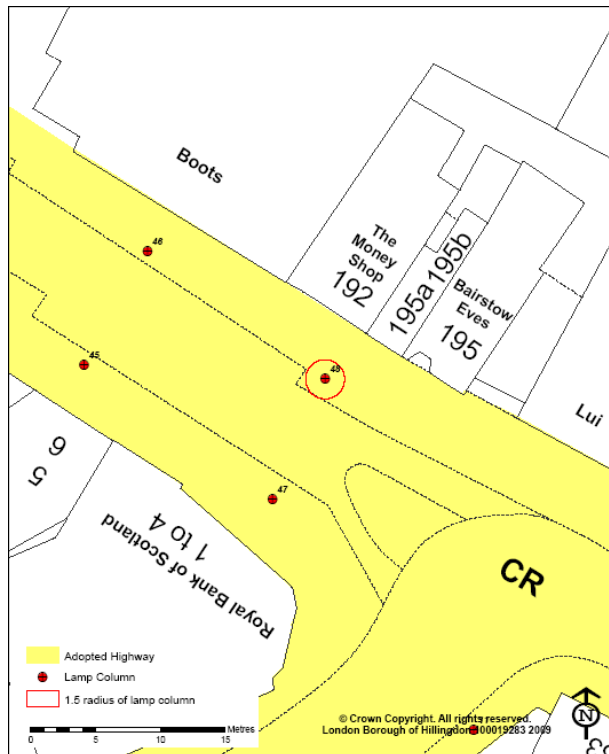 Boots
46
The
Money
Shop
192
195a
195b
Bairstow
Eves
195
48
Lui
45
5
6
47
Royal Bank of Scotland
1 to 4
CR
Adopted Highway
Lamp Column
1.5 radius of lamp column
Metres
0 5 10 15
© Crown Copyright. All rights reserved.
London Borough of Hillingdon 100019283 2009
N